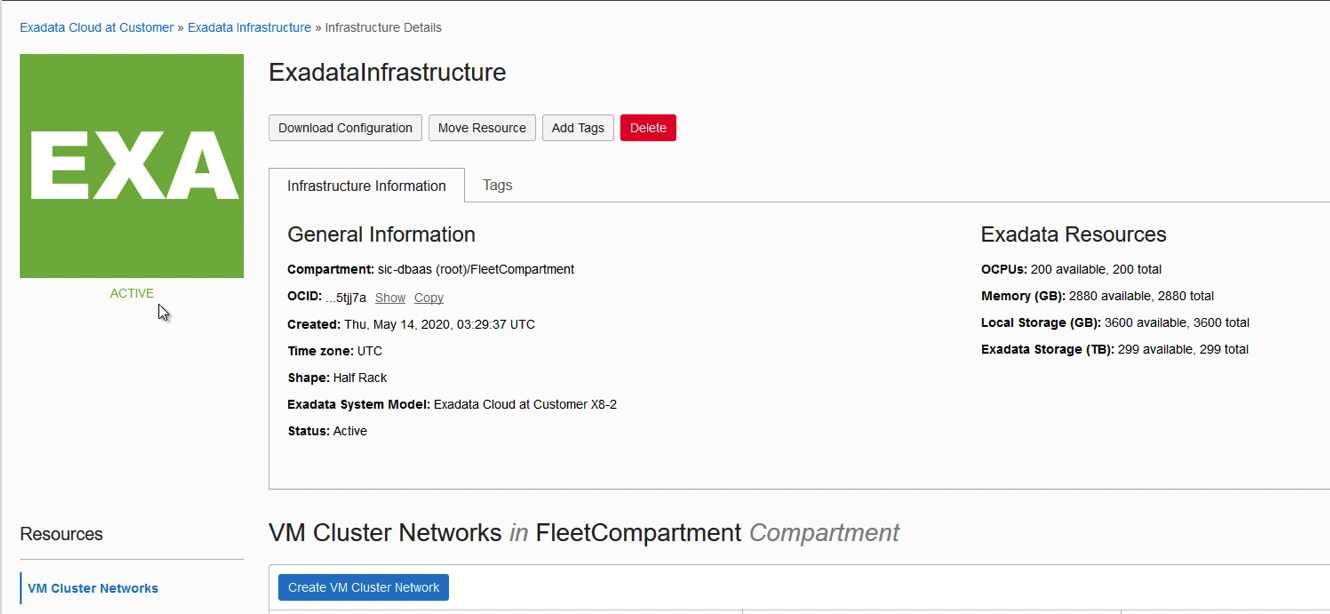 Exadata Cloud at Customer » Exadata Infrastructure » Infrastructure Details
EXA
ACTIVE
ExadataInfrastructure
Download Configuration Move Resource Add Tags Delete
Infrastructure Information Tags
General Information
Compartment: sic-dbaas (root)/FleetCompartment
OCID: ...5tjj7a Show Copy
Created: Thu, May 14, 2020, 03:29:37 UTC
Time zone: UTC
Shape: Half Rack
Exadata System Model: Exadata Cloud at Customer X8-2
Status: Active
Exadata Resources
OCPUs: 200 available, 200 total
Memory (GB): 2880 available, 2880 total
Local Storage (GB): 3600 available, 3600 total
Exadata Storage (TB): 299 available, 299 total
Resources
VM Cluster Networks
VM Cluster Networks in FleetCompartment Compartment
Create VM Cluster Network